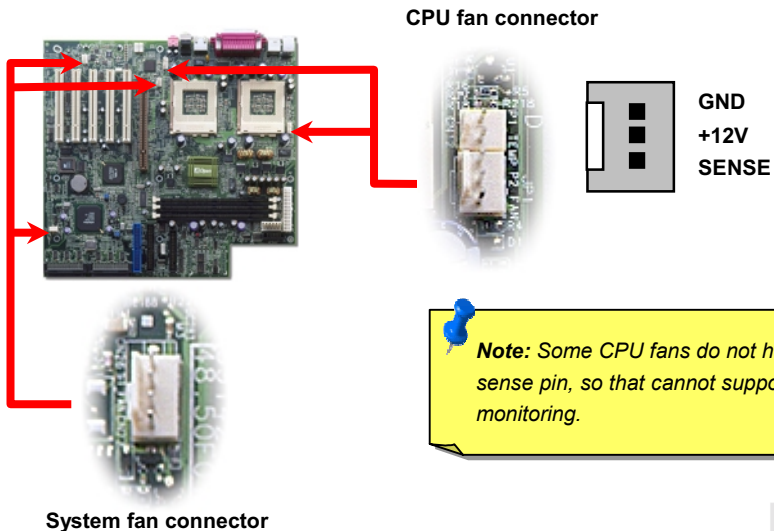 CPU fan connector
GND
+12V
SENSE
Note: Some CPU fans do not h
sense pin, so that cannot suppo
monitoring.
System fan connector